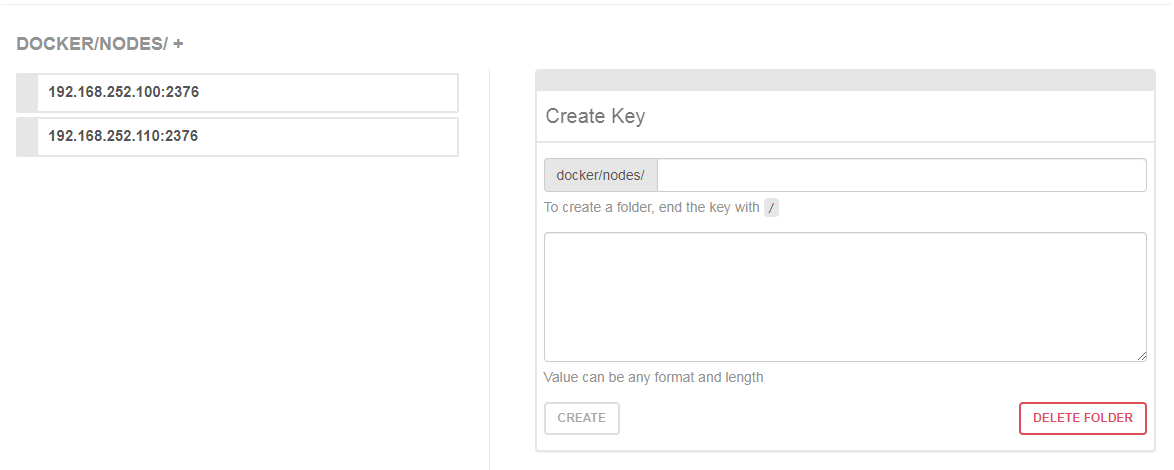 DOCKER/NODES/ +
192.168.252.100:2376
192.168.252.110:2376
Create Key
docker/nodes/
To create a folder, end the key with /
Value can be any format and length
CREATE
DELETE FOLDER